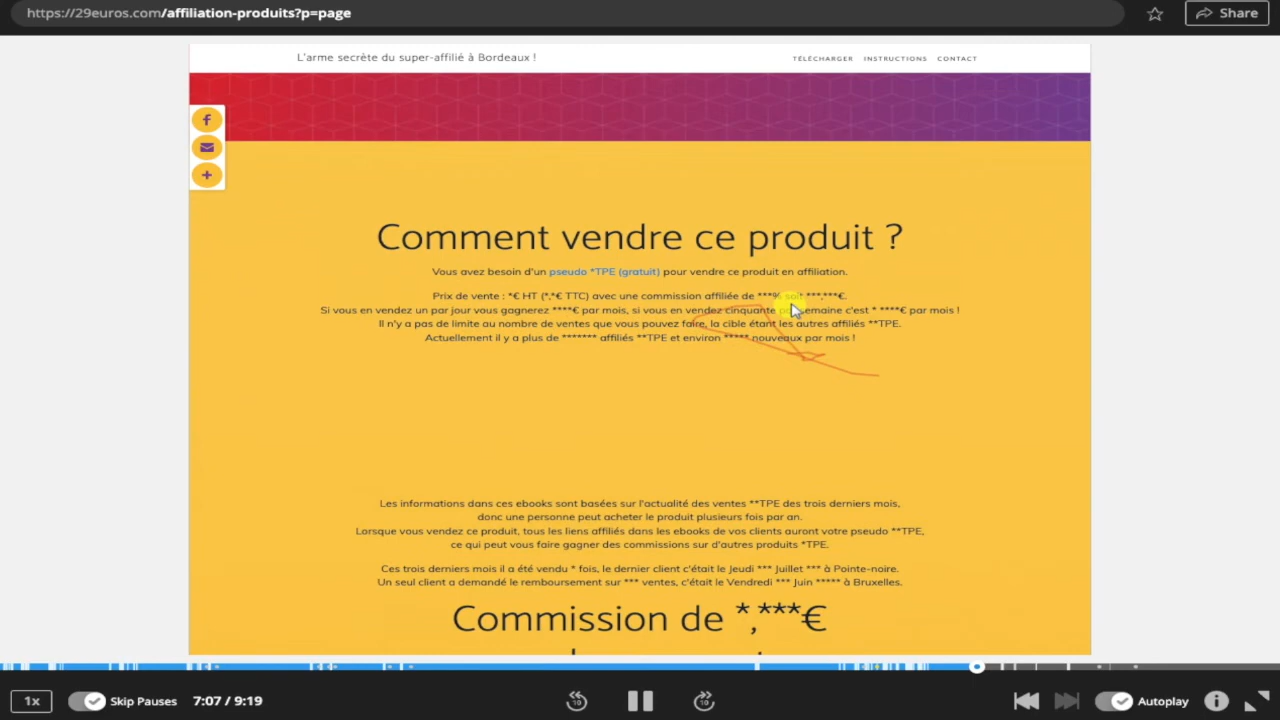 https://29euros.com/affiliation-produits?p=page
Share
L'arme secrète du super-affilié à Bordeaux !
TÉLÉCHARGER INSTRUCTIONS CONTACT
Comment vendre ce produit ?
Vous avez besoin d'un pseudo *TPE (gratuit) pour vendre ce produit en affiliation.
Prix de vente : *€ HT (*,*€ TTC) avec une commission affiliée de ***% soit ***,***€.
Si vous en vendez un par jour vous gagnerez ****€ par mois, si vous en vendez cinquante par semaine c'est * ****€ par mois !
Il n'y a pas de limite au nombre de ventes que vous pouvez faire, la cible étant les autres affiliés **TPE.
Actuellement il y a plus de ******* affiliés **TPE et environ ***** nouveaux par mois !
Les informations dans ces ebooks sont basées sur l'actualité des ventes **TPE des trois derniers mois,
donc une personne peut acheter le produit plusieurs fois par an.
Lorsque vous vendez ce produit, tous les liens affiliés dans les ebooks de vos clients auront votre pseudo **TPE,
ce qui peut vous faire gagner des commissions sur d'autres produits *TPE.
Ces trois derniers mois il a été vendu * fois, le dernier client c'était le Jeudi *** Juillet *** à Pointe-noire.
Un seul client a demandé le remboursement sur *** ventes, c'était le Vendredi *** Juin ***** à Bruxelles.
Commission de *,***€
1x Skip Pauses 7:07 / 9:19 10 10 Autoplay